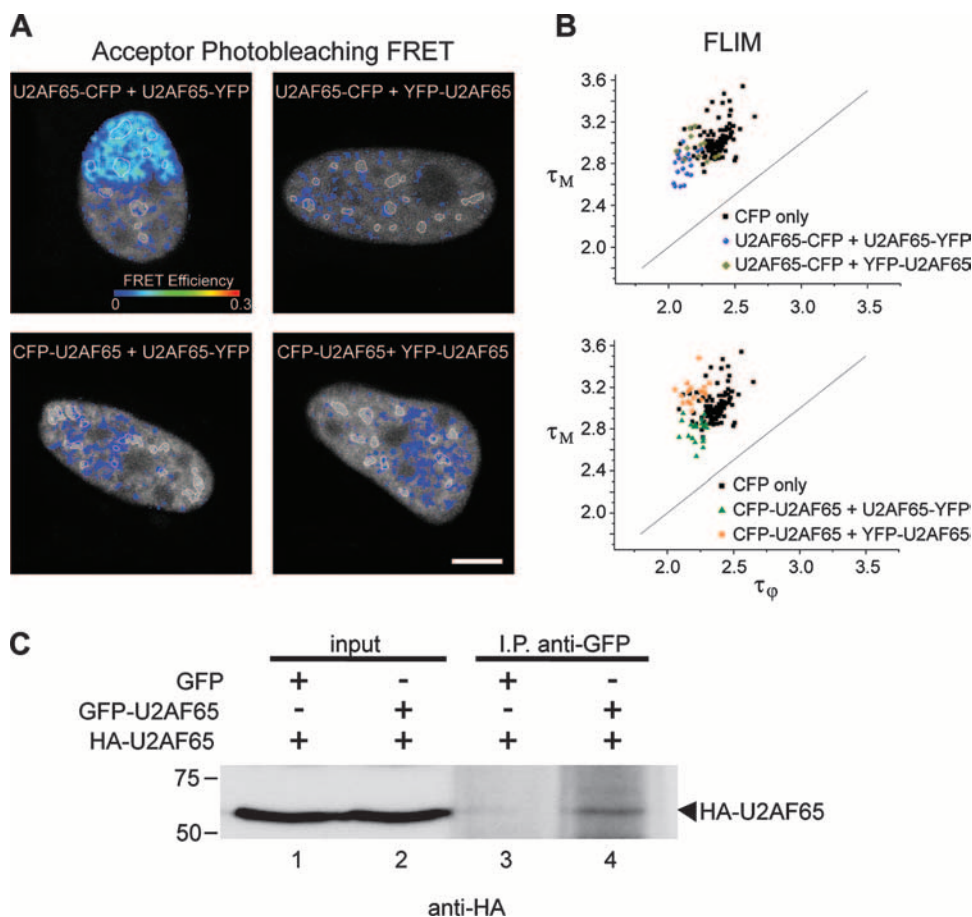 A
Acceptor Photobleaching FRET
U2AF65-CFP + U2AF65-YFP
U2AF65-CFP + YFP-U2AF65
FRET Efficiency
0
0.3
CFP-U2AF65 + U2AF65-YFP
CFP-U2AF65+ YFP-U2AF65
B
FLIM
3.6
3.2
2.8
2.4
2.0
τM
CFP only
U2AF65-CFP + U2AF65-YFP
U2AF65-CFP + YFP-U2AF65
2.0 2.5 3.0 3.5
3.6
3.2
2.8
2.4
2.0
τM
CFP only
CFP-U2AF65 + U2AF65-YFP
CFP-U2AF65 + YFP-U2AF65
2.0 2.5 3.0 3.5
τφ
C
input I.P. anti-GFP
GFP + - + -
GFP-U2AF65 - + - +
HA-U2AF65 + + + +
75
50
HA-U2AF65
1 2 3 4
anti-HA